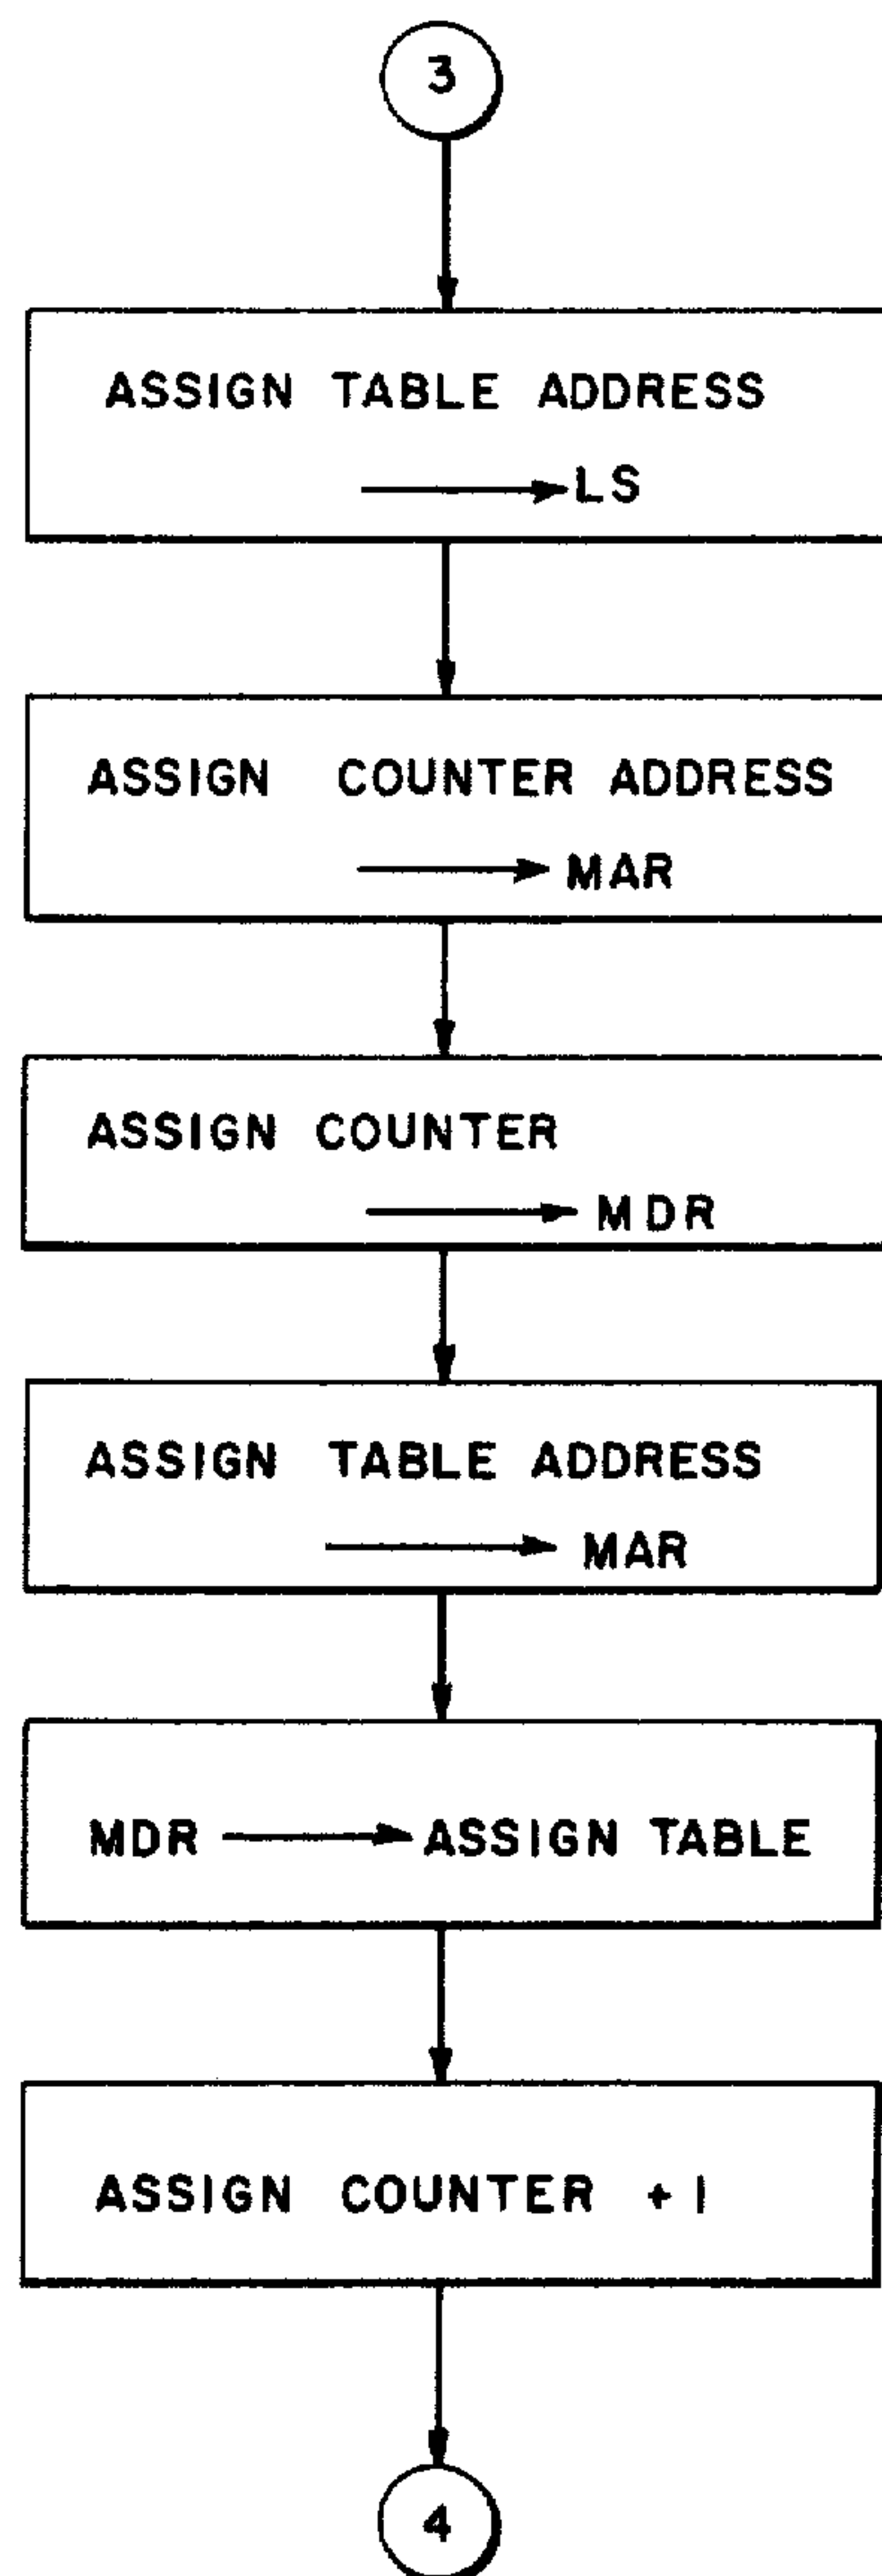 3
ASSIGN TABLE ADDRESS
→ LS
ASSIGN COUNTER ADDRESS
→ MAR
ASSIGN COUNTER
→ MDR
ASSIGN TABLE ADDRESS
→ MAR
MDR → ASSIGN TABLE
ASSIGN COUNTER + 1
4